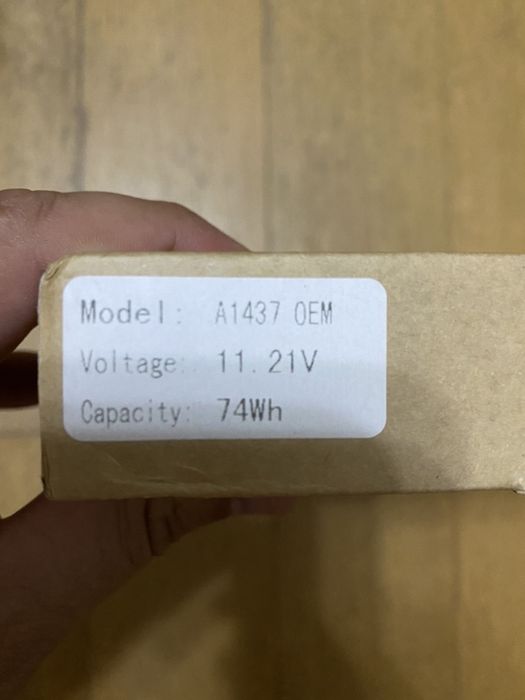 Model: A1437 OEM
Voltage: 11.21V
Capacity: 74Wh